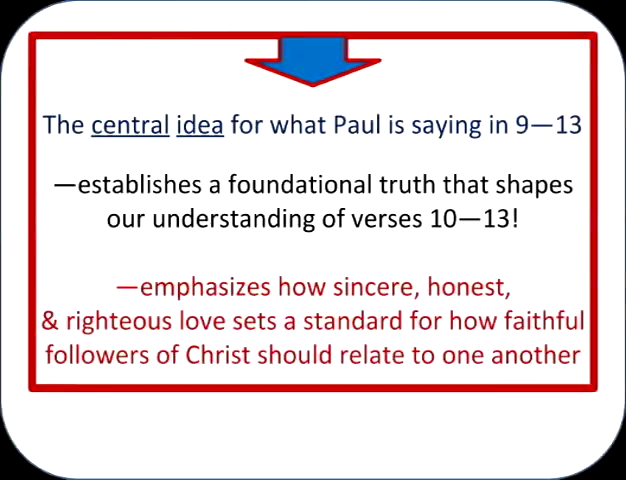 The central idea for what Paul is saying in 9—13
—establishes a foundational truth that shapes
our understanding of verses 10—13!
—emphasizes how sincere, honest,
& righteous love sets a standard for how faithful
followers of Christ should relate to one another